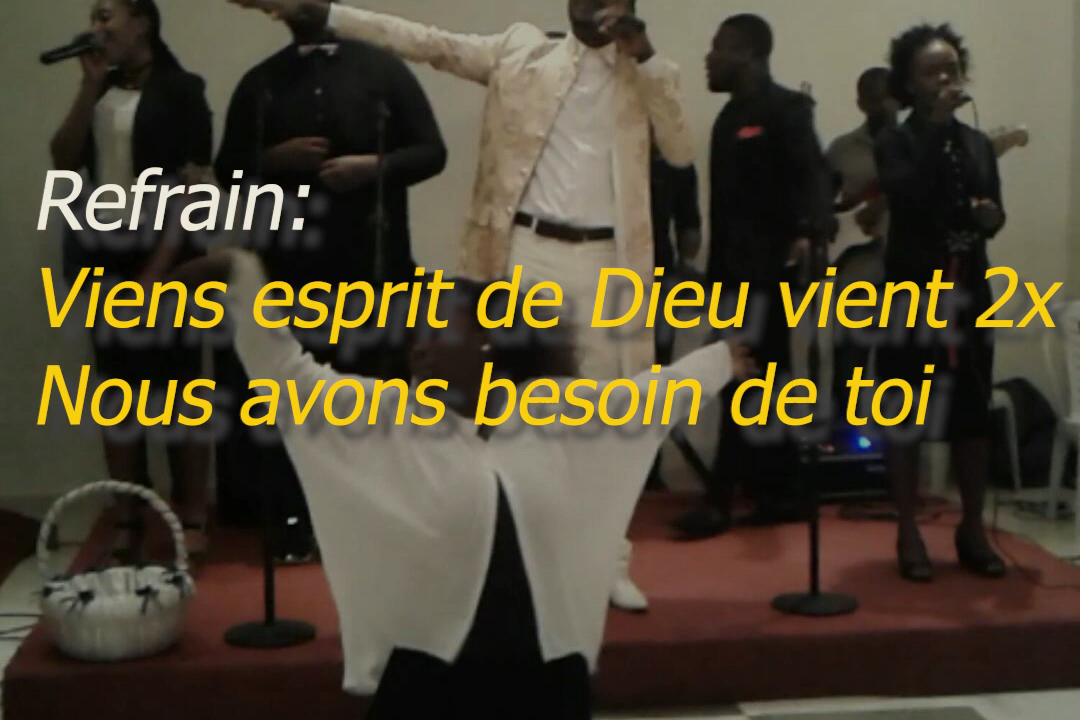 Refrain:
Viens esprit de Dieu vient 2x
Nous avons besoin de toi